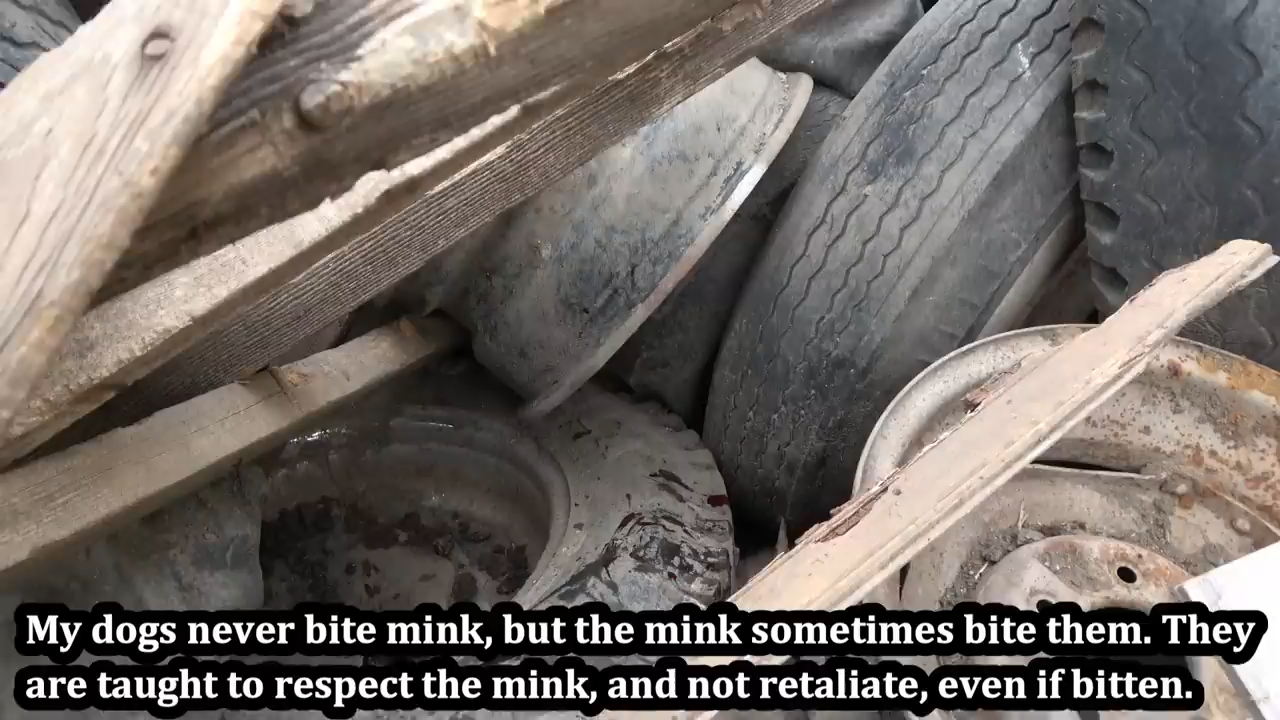 My dogs never bite mink, but the mink sometimes bite them. They
are taught to respect the mink, and not retaliate, even if bitten.